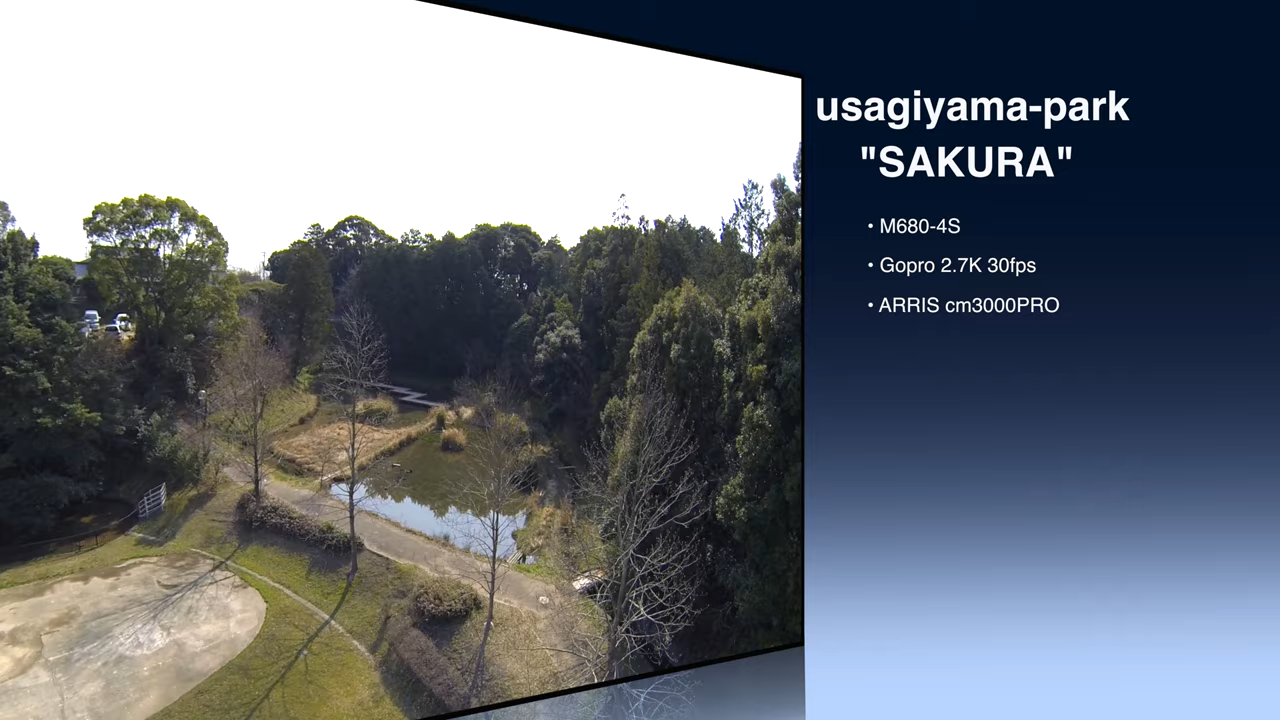 usagiyama-park
"SAKURA"
• M680-4S
• Gopro 2.7K 30fps
• ARRIS cm3000PRO